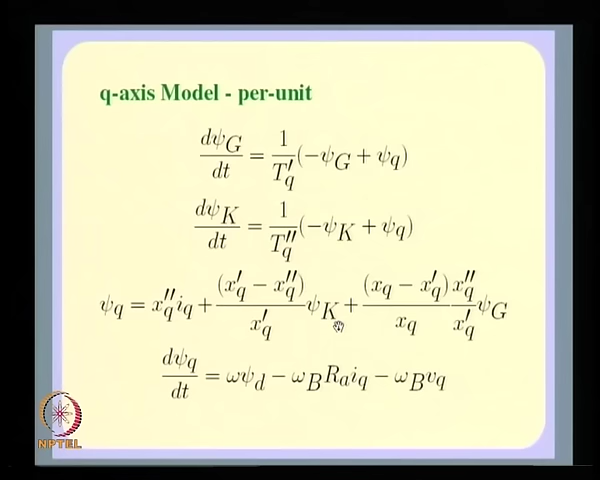 q-axis Model - per-unit
dψ_G/dt = 1/T′_q (−ψ_G + ψ_q)
dψ_K/dt = 1/T″_q (−ψ_K + ψ_q)
ψ_q = x″_q i_q + (x′_q − x″_q)/x′_q ψ_K + (x_q − x′_q)/x_q x″_q/x′_q ψ_G
dψ_q/dt = ωψ_d − ω_B R_a i_q − ω_B v_q
NPTEL